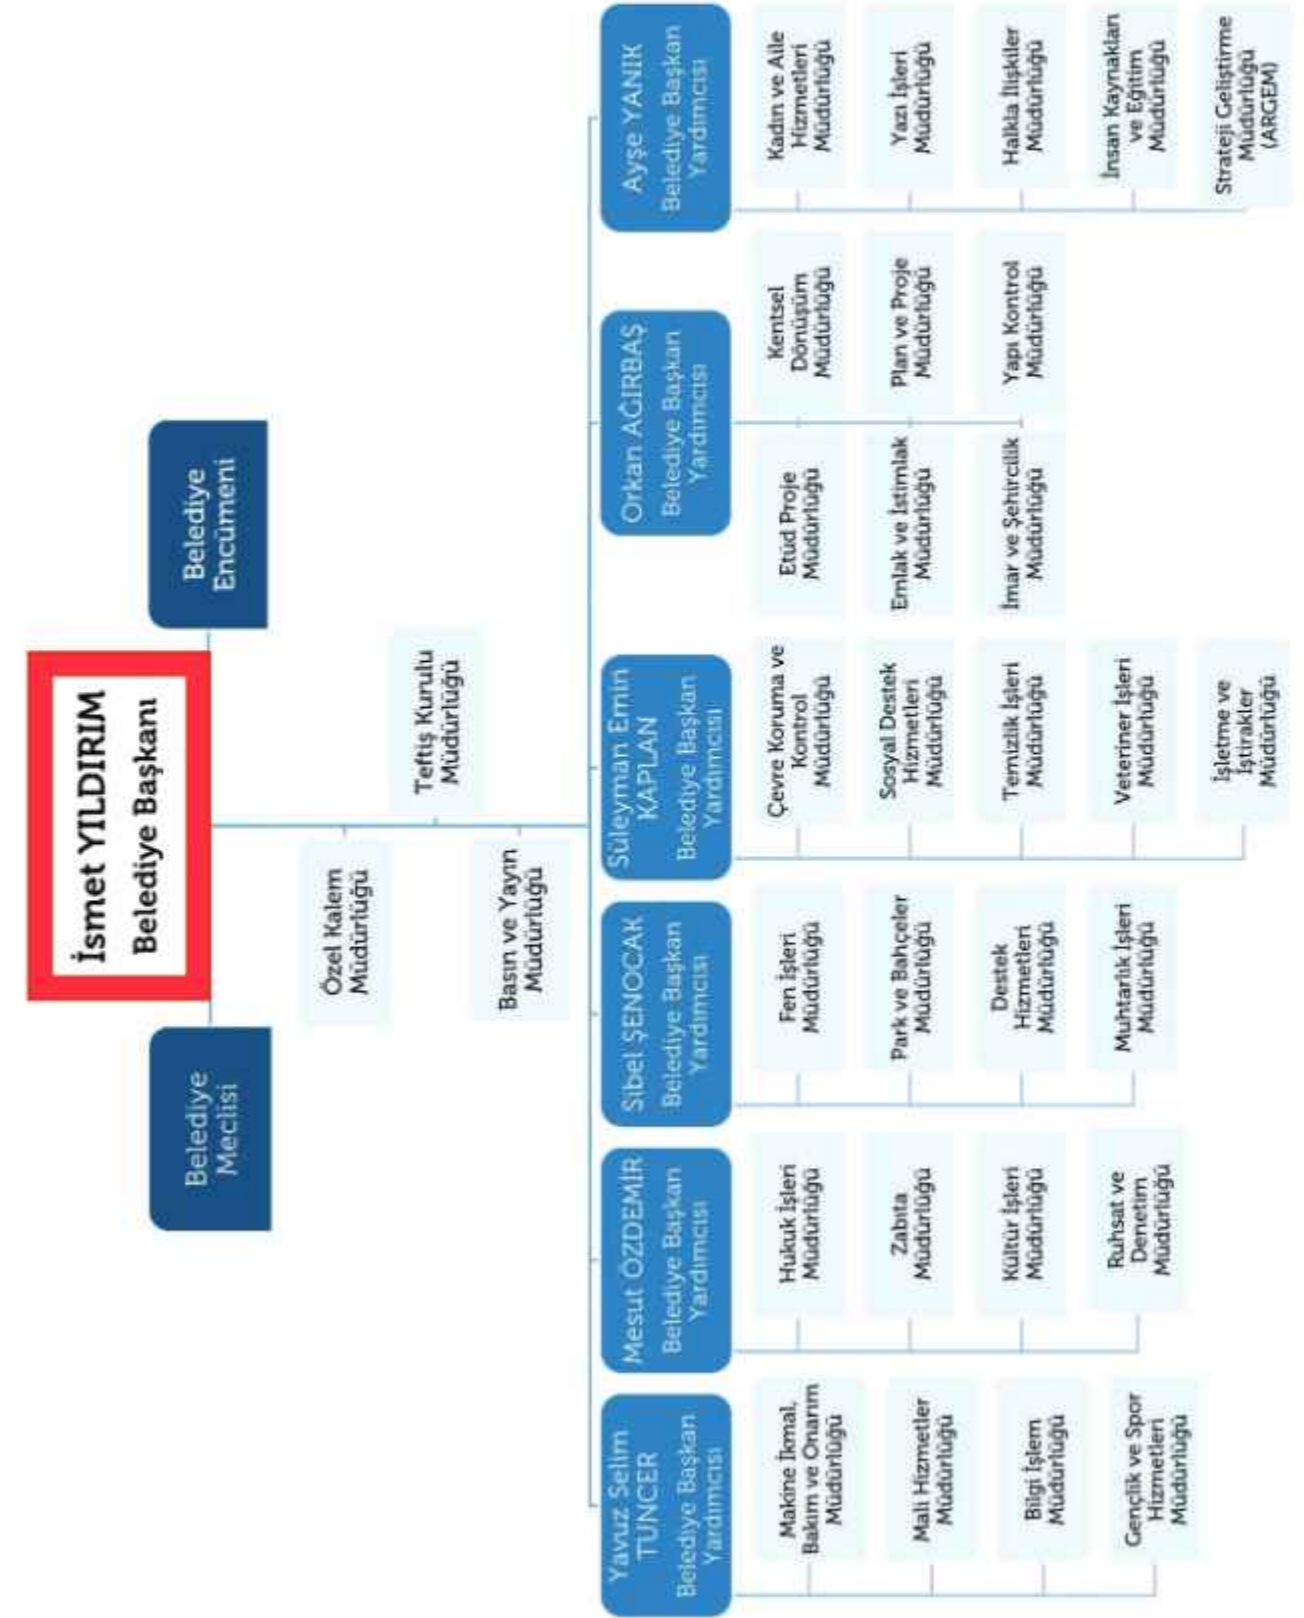 İsmet YILDIRIM
Belediye Başkanı
Belediye
Meclisi
Belediye
Encümeni
Özel Kalem
Müdürlüğü
Teftiş Kurulu
Müdürlüğü
Basın ve Yayın
Müdürlüğü
Yavuz Selim
TUNCER
Belediye Başkan
Yardımcısı
Makine İkmal,
Bakım ve Onarım
Müdürlüğü
Mali Hizmetler
Müdürlüğü
Bilgi İşlem
Müdürlüğü
Gençlik ve Spor
Hizmetleri
Müdürlüğü
Mesut ÖZDEMİR
Belediye Başkan
Yardımcısı
Hukuk İşleri
Müdürlüğü
Zabıta
Müdürlüğü
Kültür İşleri
Müdürlüğü
Ruhsat ve
Denetim
Müdürlüğü
Sibel ŞENOCAK
Belediye Başkan
Yardımcısı
Fen İşleri
Müdürlüğü
Park ve Bahçeler
Müdürlüğü
Destek
Hizmetleri
Müdürlüğü
Muhtarlık İşleri
Müdürlüğü
Süleyman Emin
KAPLAN
Belediye Başkan
Yardımcısı
Çevre Koruma ve
Kontrol
Müdürlüğü
Sosyal Destek
Hizmetleri
Müdürlüğü
Temizlik İşleri
Müdürlüğü
Veteriner İşleri
Müdürlüğü
İşletme ve
İştirakler
Müdürlüğü
Orkan AĞIRBAŞ
Belediye Başkan
Yardımcısı
Etüd Proje
Müdürlüğü
Kentsel
Dönüşüm
Müdürlüğü
Emlak ve İstimlak
Müdürlüğü
Plan ve Proje
Müdürlüğü
İmar ve Şehircilik
Müdürlüğü
Yapı Kontrol
Müdürlüğü
Ayşe YANIK
Belediye Başkan
Yardımcısı
Kadın ve Aile
Hizmetleri
Müdürlüğü
Yazı İşleri
Müdürlüğü
Halkla İlişkiler
Müdürlüğü
İnsan Kaynakları
ve Eğitim
Müdürlüğü
Strateji Geliştirme
Müdürlüğü
(ARGEM)